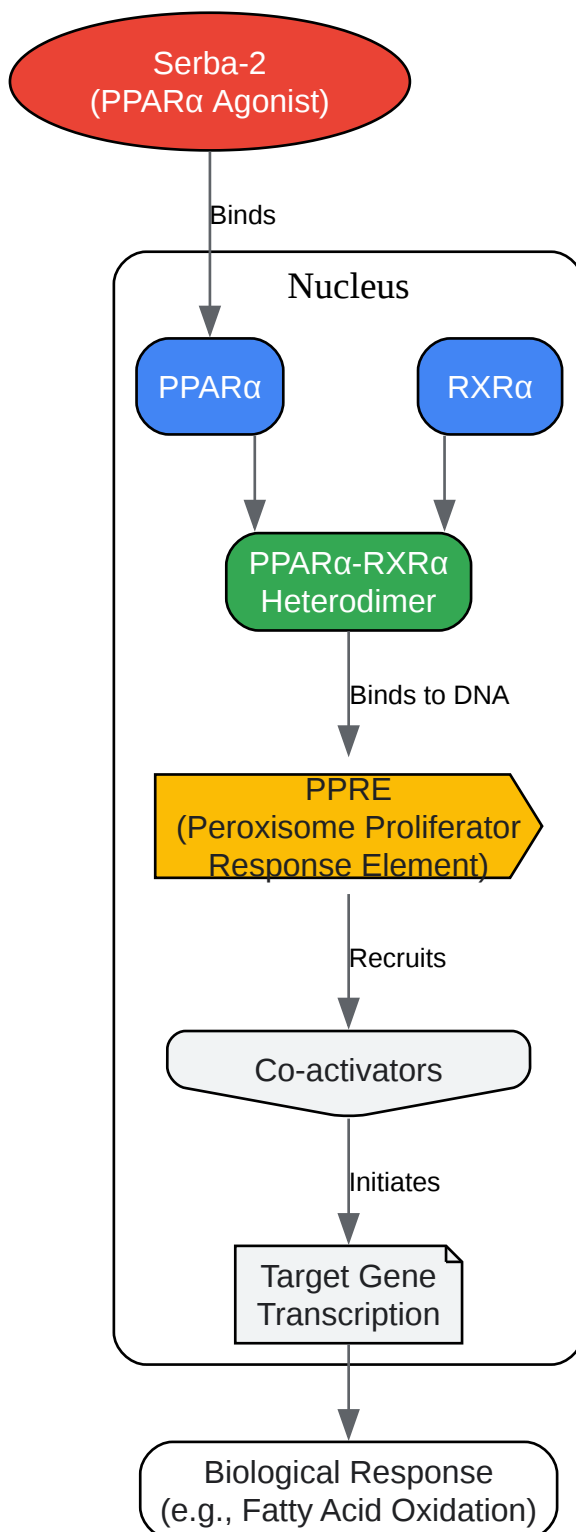 Serba-2
(PPARα Agonist)
Binds
Nucleus
PPARα
RXRα
PPARα-RXRα
Heterodimer
Binds to DNA
PPRE
(Peroxisome Proliferator
Response Element)
Recruits
Co-activators
Initiates
Target Gene
Transcription
Biological Response
(e.g., Fatty Acid Oxidation)